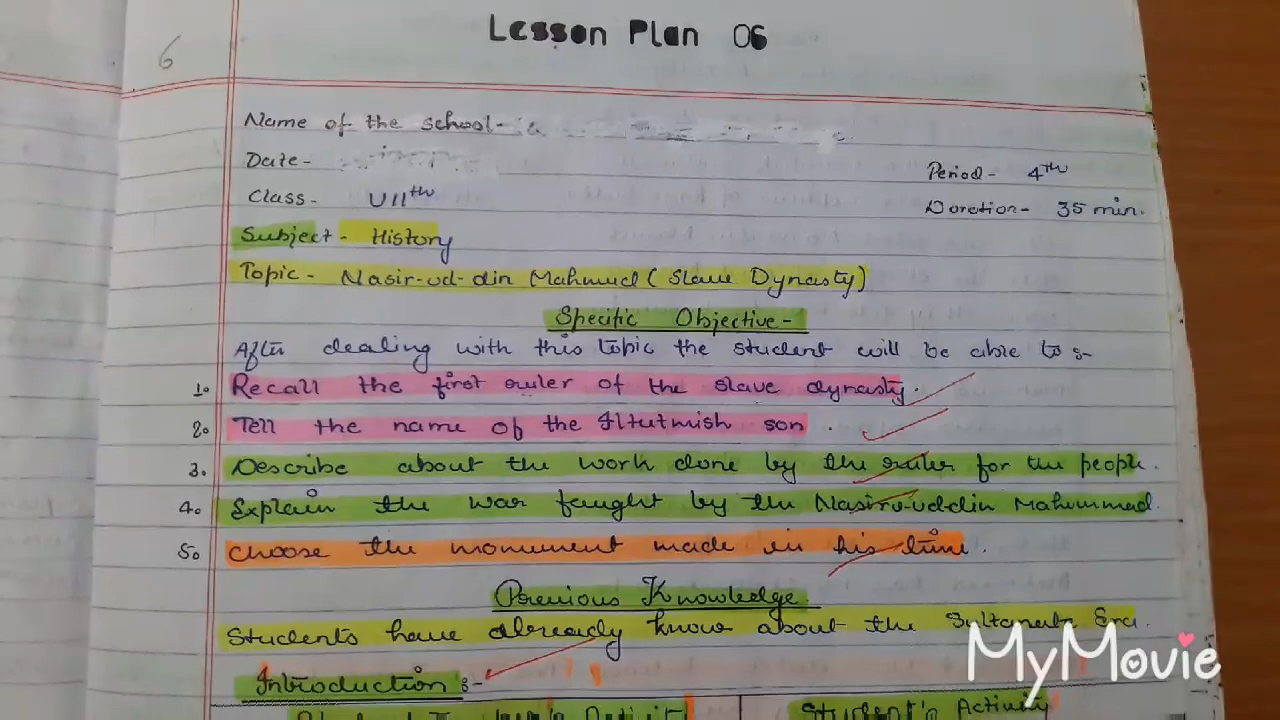 Lesson Plan 06
6
Name of the school-
Date-
Period- 4th
Class- VIIth
Doretion- 35 min.
Subject- History
Topic- Nasir-ud-din Mahmud (Slave Dynasty)
Specific Objective-
After dealing with this topic the student will be able to :-
1. Recall the first ruler of the slave dynasty.
2. Tell the name of the Iltutmish son.
3. Describe about the work done by the ruler for the people.
4. Explain the war faught by the Nasiru-ud-din Mahummad.
5. Choose the monument made in his time.
Previous Knowledge
Students have already know about the Sultanate Era.
Introduction :-
Student's Activity
MyMovie